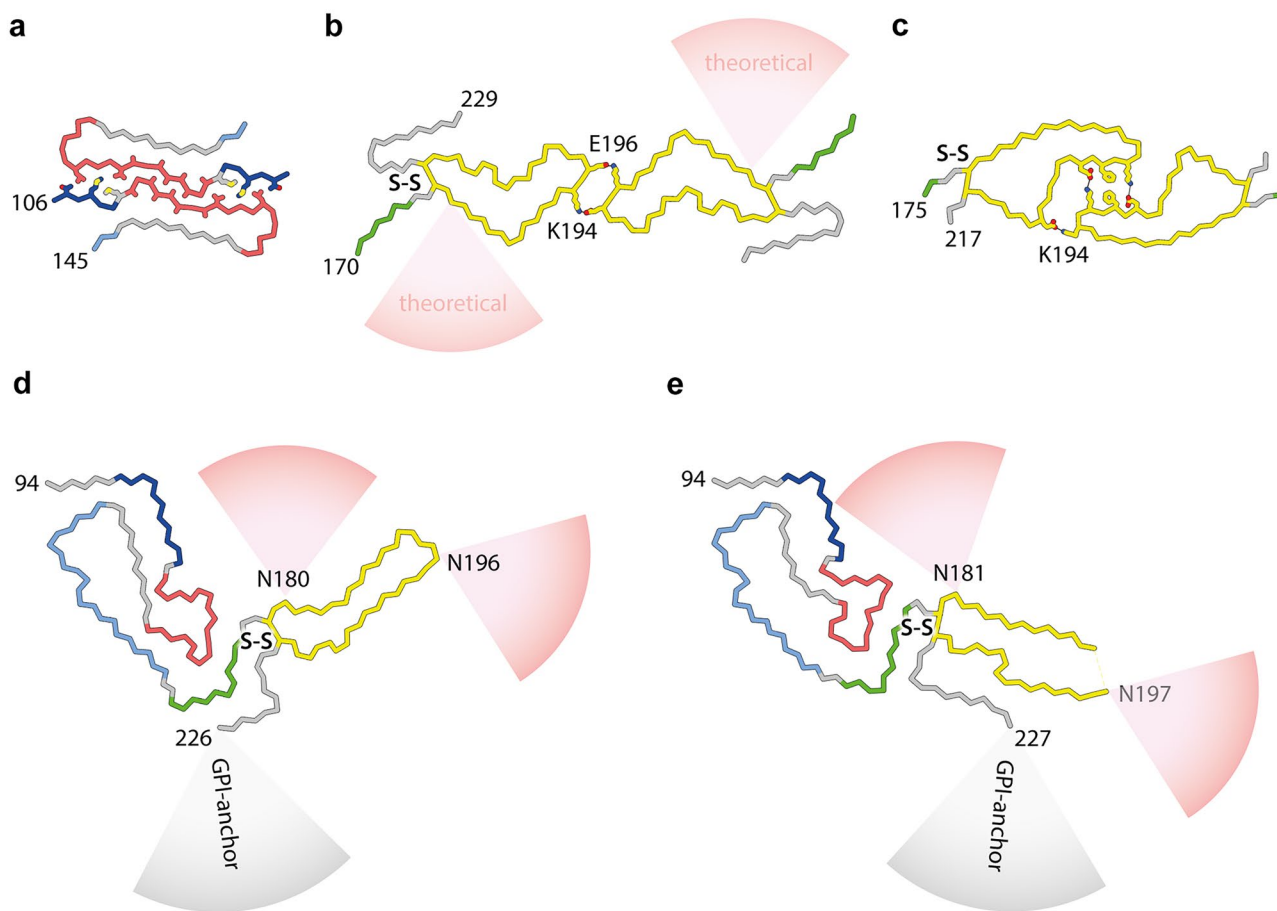 a
106
145
b
229
theoretical
E196
S-S
K194
170
theoretical
c
S-S
175
217
K194
d
94
N180
N196
S-S
226
GPI-anchor
e
94
N181
S-S
N197
227
GPI-anchor